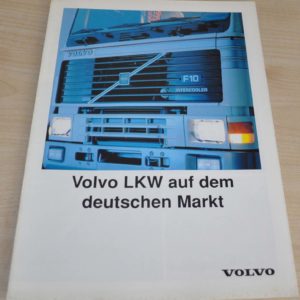 VOLVO
F10
INTERCOOLER
Volvo LKW auf dem
deutschen Markt
VOLVO